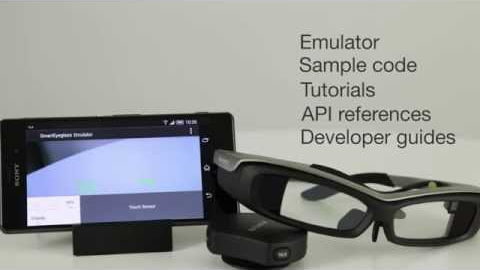 Emulator
Sample code
Tutorials
API references
Developer guides
SONY
SmartEyeglass Emulator
Touch Sensor